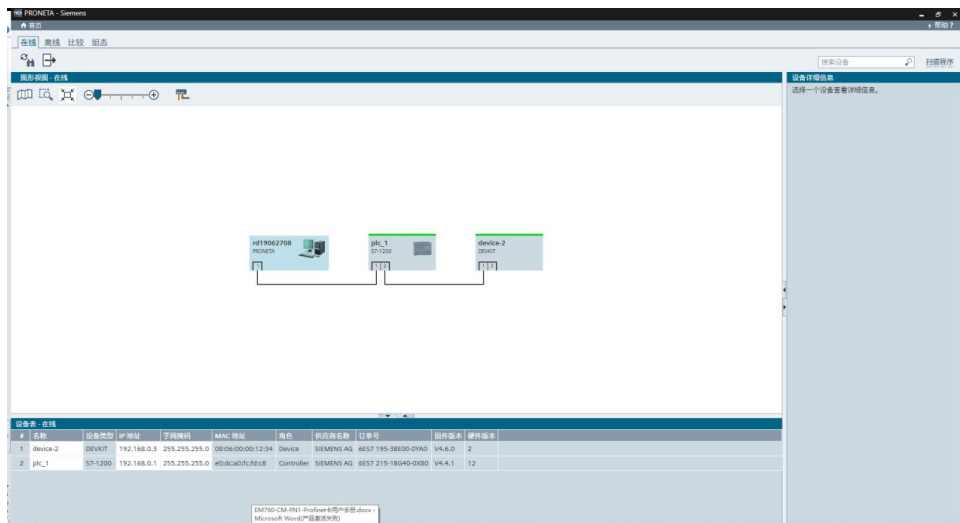 PRONETA - Siemens
首页
帮助?
在线 离线 比较 组态
搜索设备
扫描程序
图形视图 - 在线
设备详细信息
选择一个设备查看详细信息。
rd19062708
PRONETA
1
plc_1
S7-1200
1 2
device-2
DEVKIT
1 2
设备表 - 在线
# 名称 设备类型 IP 地址 子网掩码 MAC 地址 角色 供应商名称 订单号 固件版本 硬件版本
1 device-2 DEVKIT 192.168.0.3 255.255.255.0 08:06:00:00:12:34 Device SIEMENS AG 6ES7 195-3BE00-0YA0 V4.6.0 2
2 plc_1 S7-1200 192.168.0.1 255.255.255.0 e0:dc:a0:fc:fd:c8 Controller SIEMENS AG 6ES7 215-1BG40-0XB0 V4.4.1 12
EM760-CM-PN1-Profinet卡用户手册.docx -
Microsoft Word(产品激活失败)